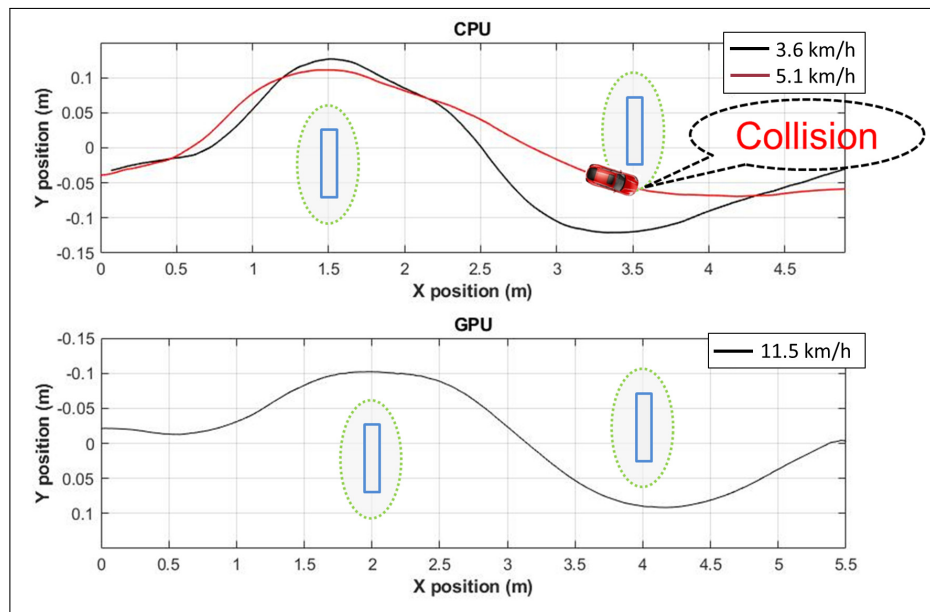 CPU
3.6 km/h
5.1 km/h
Collision
0.1
0.05
0
-0.05
-0.1
-0.15
Y position (m)
0 0.5 1 1.5 2 2.5 3 3.5 4 4.5
X position (m)
GPU
11.5 km/h
-0.15
-0.1
-0.05
0
0.05
0.1
Y position (m)
0 0.5 1 1.5 2 2.5 3 3.5 4 4.5 5 5.5
X position (m)